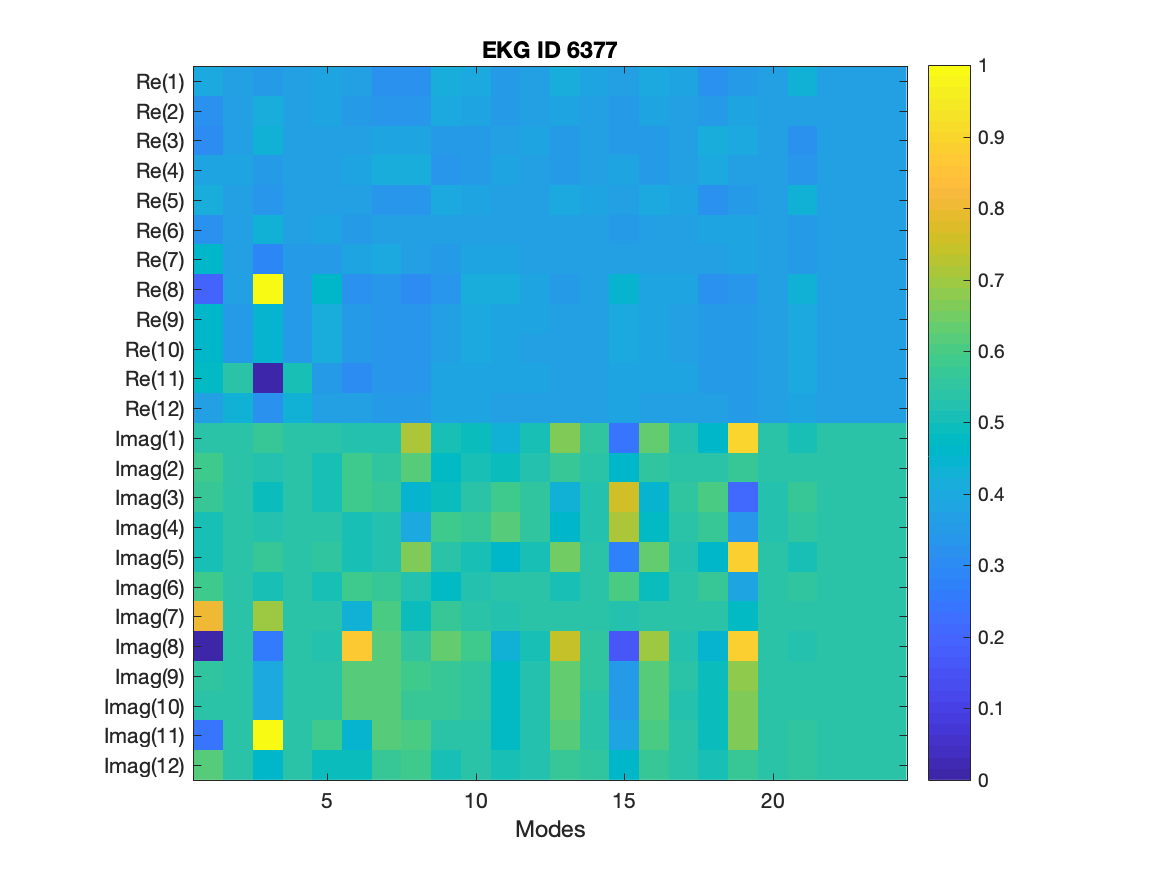 EKG ID 6377
Re(1)
Re(2)
Re(3)
Re(4)
Re(5)
Re(6)
Re(7)
Re(8)
Re(9)
Re(10)
Re(11)
Re(12)
Imag(1)
Imag(2)
Imag(3)
Imag(4)
Imag(5)
Imag(6)
Imag(7)
Imag(8)
Imag(9)
Imag(10)
Imag(11)
Imag(12)
5 10 15 20
Modes
1
0.9
0.8
0.7
0.6
0.5
0.4
0.3
0.2
0.1
0